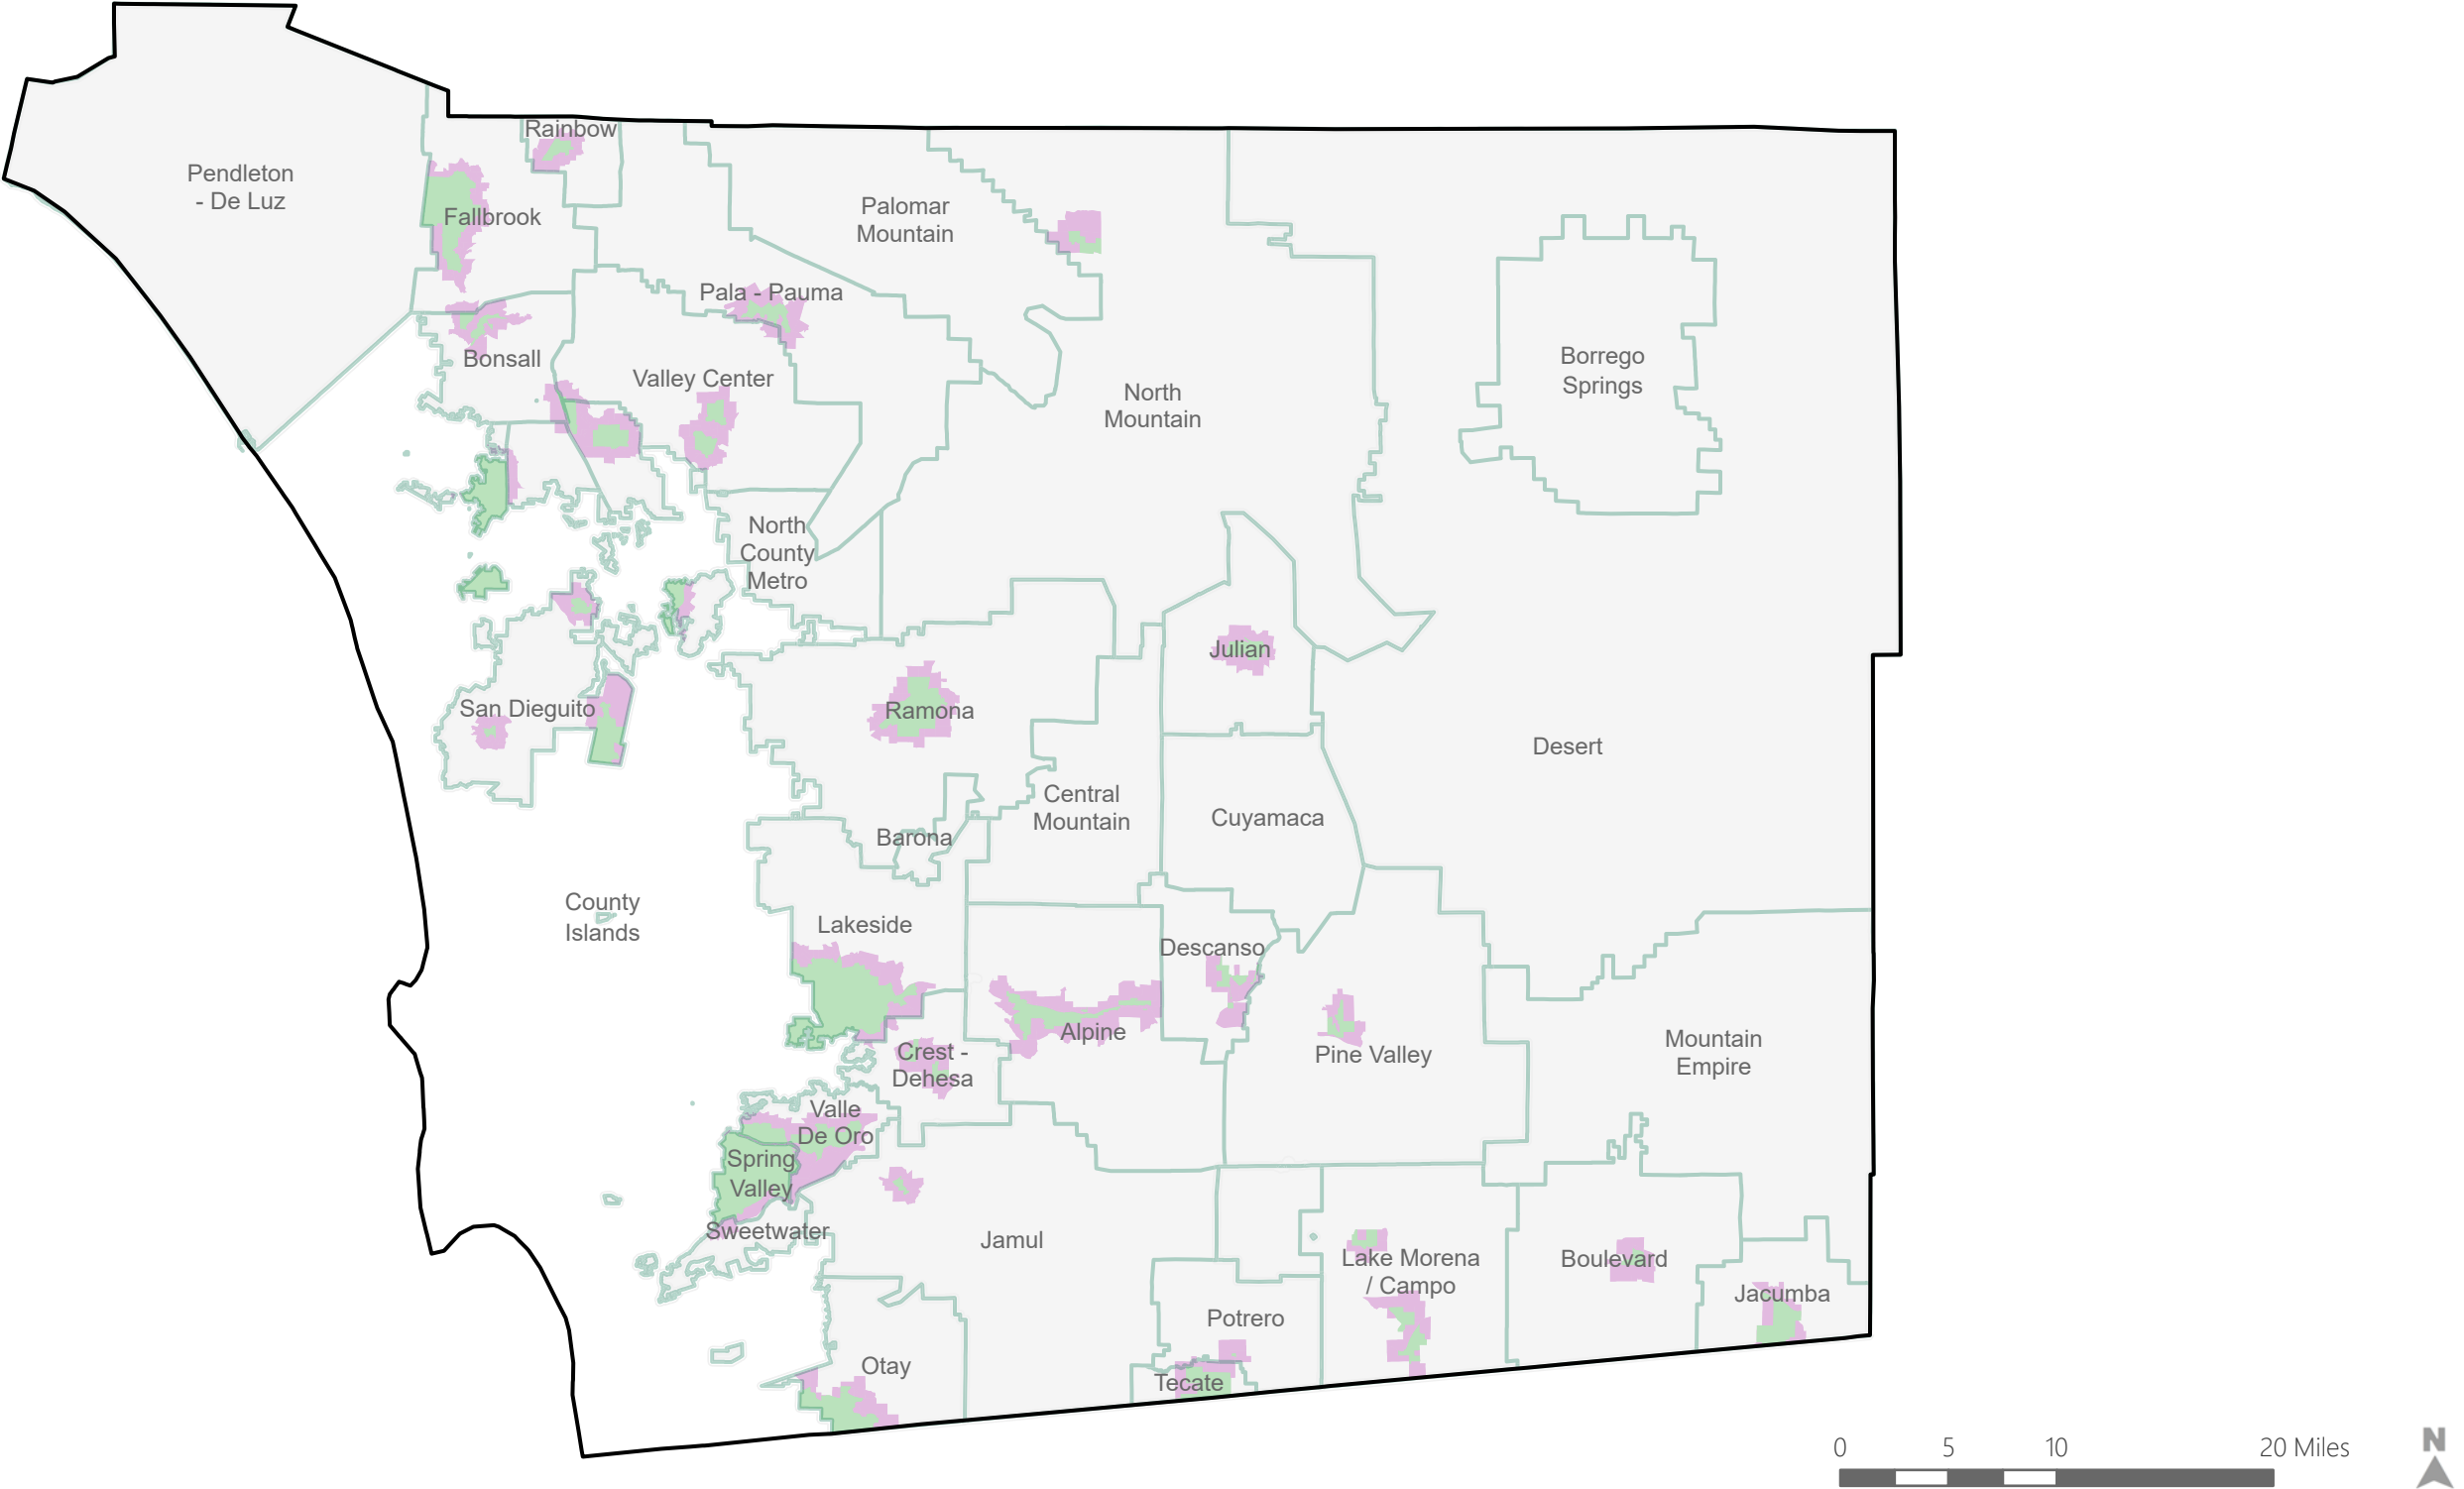 Rainbow
Pendleton
- De Luz
Fallbrook
Palomar
Mountain
Pala - Pauma
Bonsall
Valley Center
North
Mountain
Borrego
Springs
North
County
Metro
Julian
San Dieguito
Ramona
Desert
Central
Mountain
Cuyamaca
Barona
County
Islands
Lakeside
Descanso
Alpine
Pine Valley
Mountain
Empire
Crest -
Dehesa
Valle
De Oro
Spring
Valley
Sweetwater
Jamul
Lake Morena
/ Campo
Boulevard
Jacumba
Potrero
Otay
Tecate
0 5 10 20 Miles
N